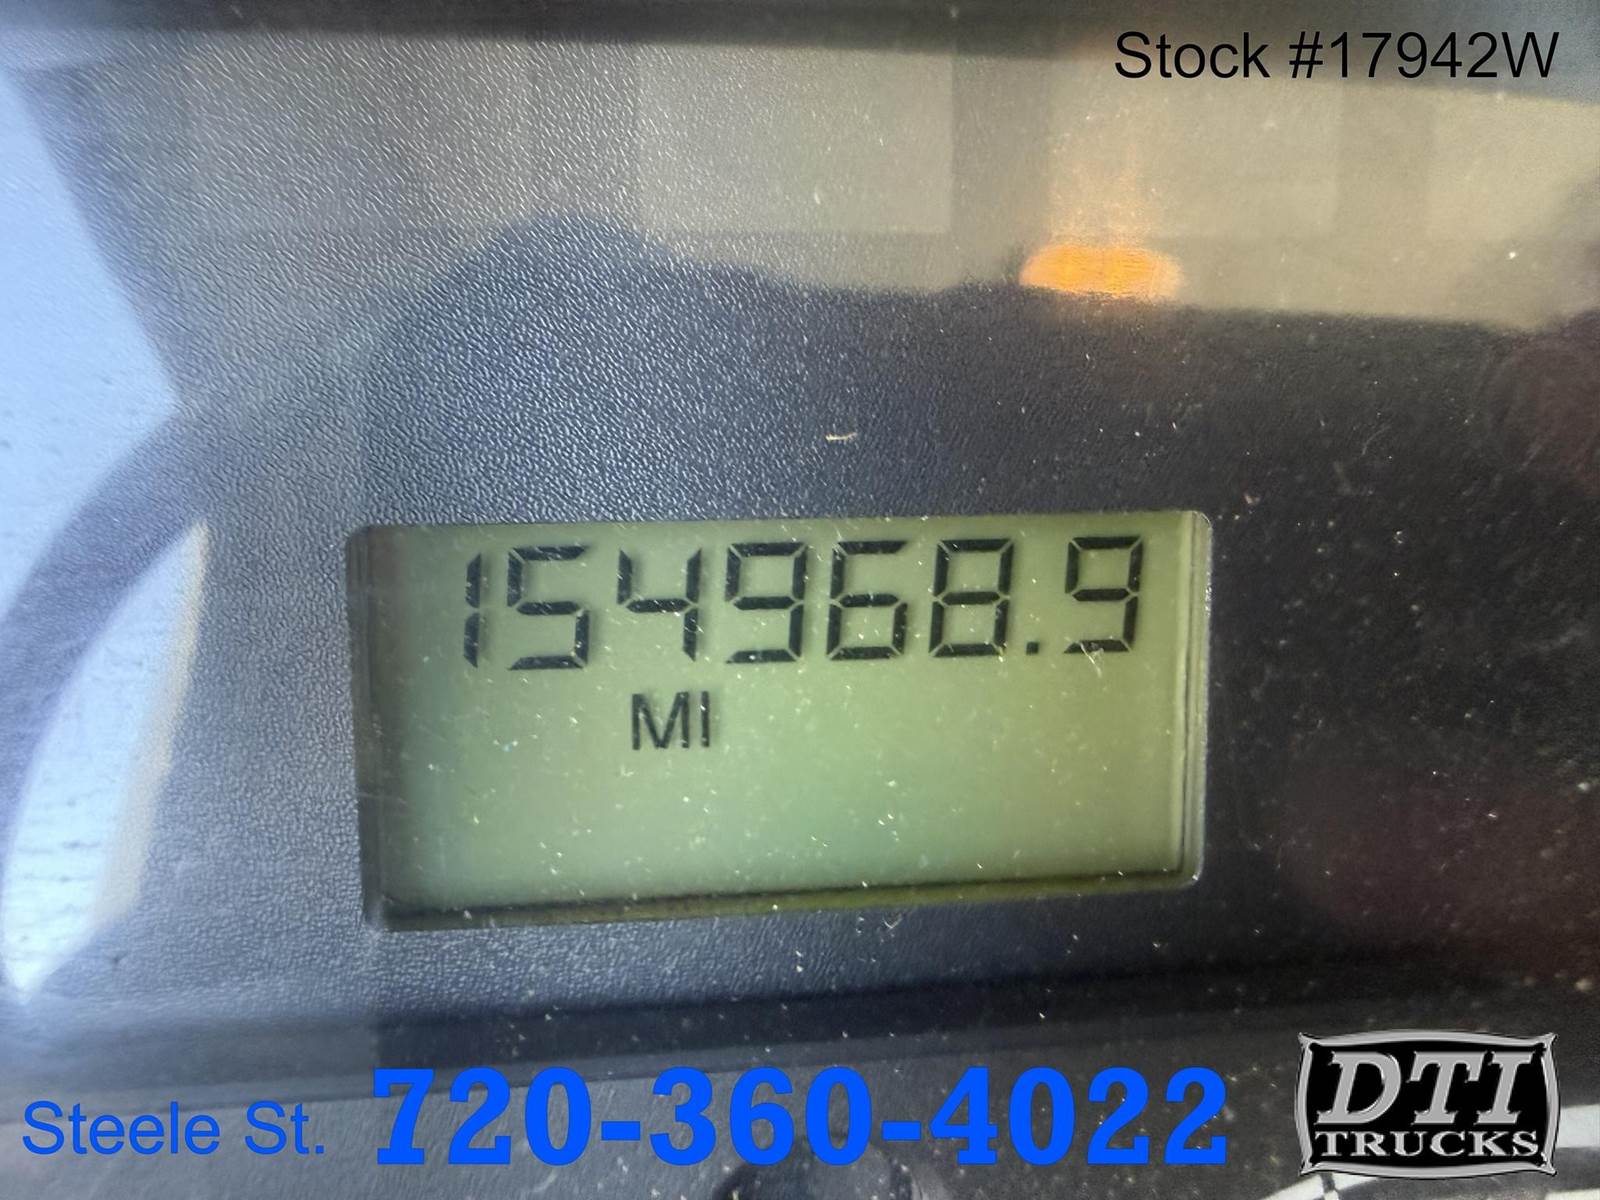 Stock #17942W
154968.9
MI
Steele St. 720-360-4022
DTI
TRUCKS